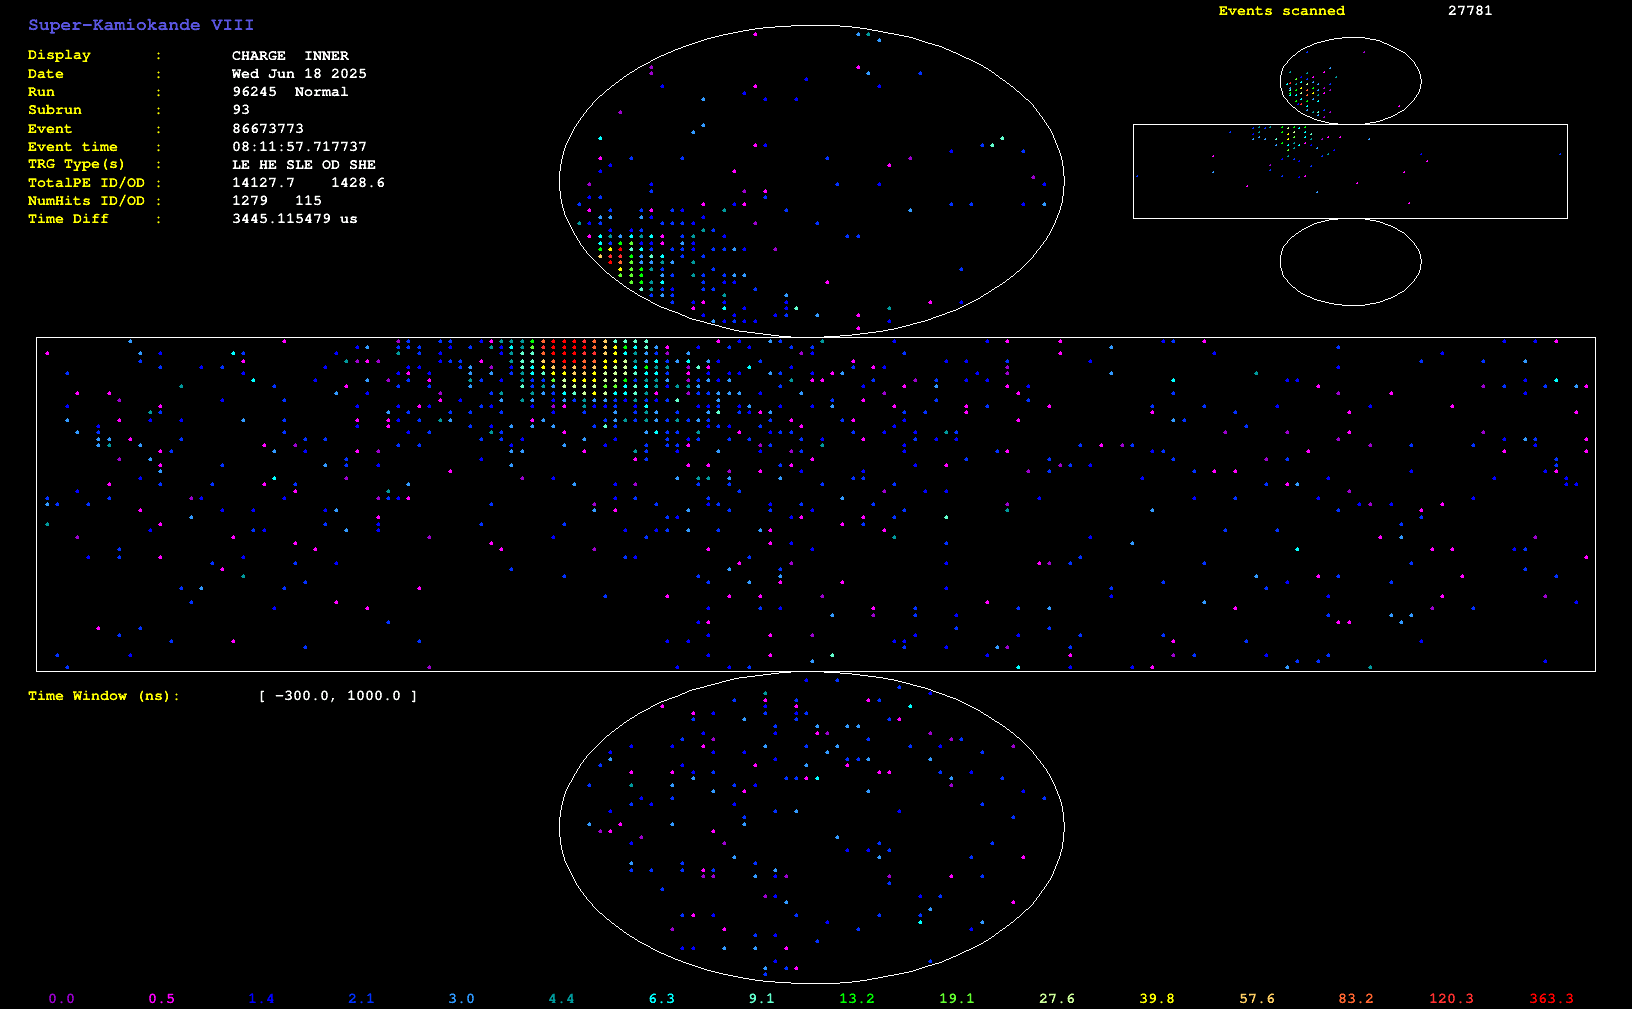 Super-Kamiokande VIII
Events scanned 27781
Display : CHARGE INNER
Date : Wed Jun 18 2025
Run : 96245 Normal
Subrun : 93
Event : 86673773
Event time : 08:11:57.717737
TRG Type(s) : LE HE SLE OD SHE
TotalPE ID/OD : 14127.7 1428.6
NumHits ID/OD : 1279 115
Time Diff : 3445.115479 us
Time Window (ns): [ −300.0, 1000.0 ]
0.0 0.5 1.4 2.1 3.0 4.4 6.3 9.1 13.2 19.1 27.6 39.8 57.6 83.2 120.3 363.3